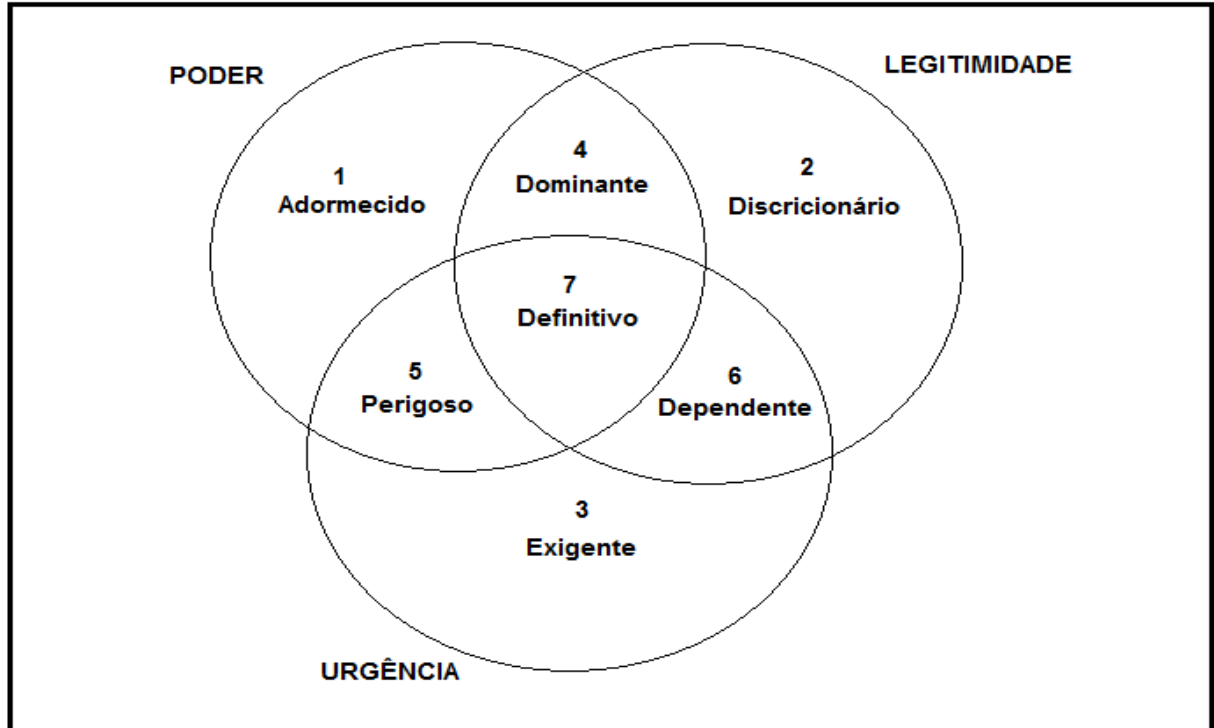 PODER
LEGITIMIDADE
1
Adormecido
4
Dominante
2
Discricionário
7
Definitivo
5
Perigoso
6
Dependente
3
Exigente
URGÊNCIA